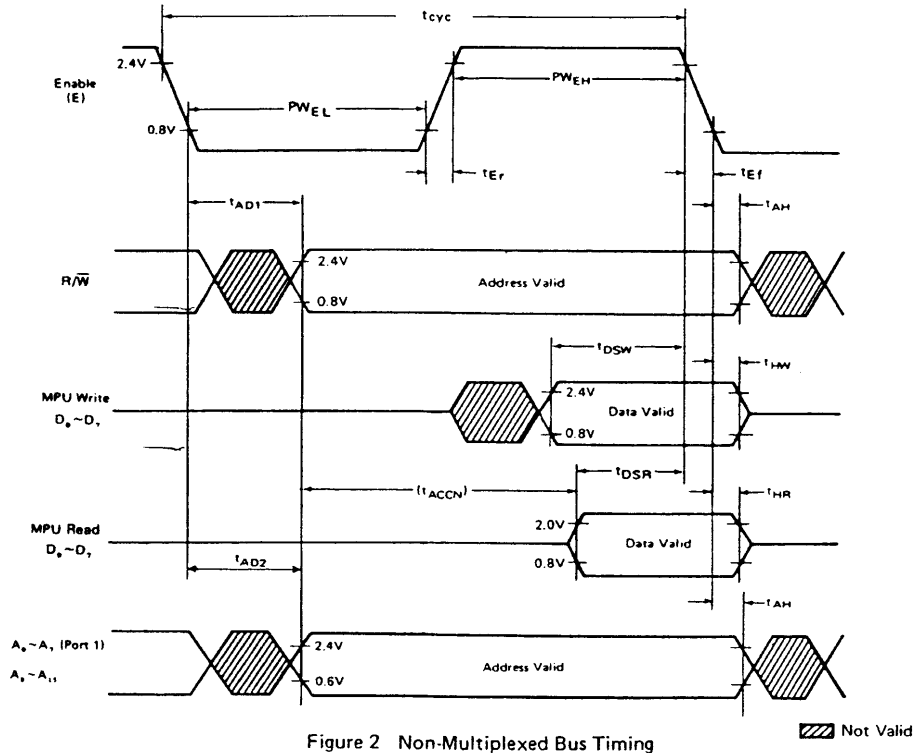 tcyc
2.4V
Enable
(E)
PWEH
PWEL
0.8V
tEr
tEf
tAD1
tAH
R/W̅
2.4V
Address Valid
0.8V
tDSW
tHW
MPU Write
D₀~D₇
2.4V
Data Valid
0.8V
tDSR
(tACCN)
tHR
MPU Read
D₀~D₇
2.0V
Data Valid
0.8V
tAD2
tAH
A₀~A₇ (Port 1)
2.4V
Address Valid
A₈~A₁₅
0.6V
Not Valid
Figure 2 Non-Multiplexed Bus Timing